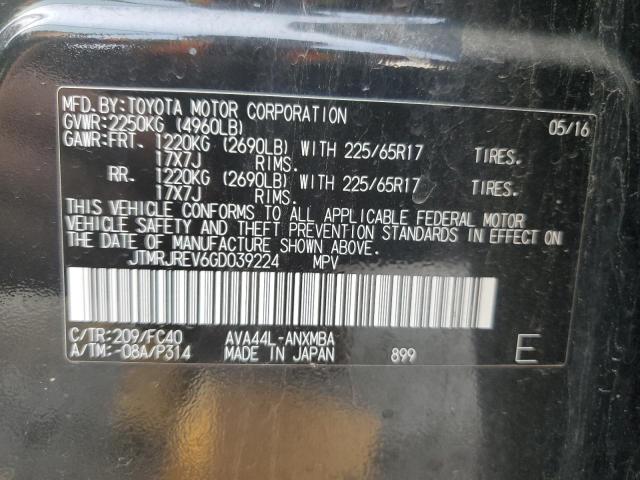 MFD.BY:TOYOTA MOTOR CORPORATION 05/16
GVWR:2250KG (4960LB)
GAWR:FRT. 1220KG (2690LB) WITH 225/65R17 TIRES.
17X7J RIMS.
RR. 1220KG (2690LB) WITH 225/65R17 TIRES.
17X7J RIMS.
THIS VEHICLE CONFORMS TO ALL APPLICABLE FEDERAL MOTOR
VEHICLE SAFETY AND THEFT PREVENTION STANDARDS IN EFFECT ON
THE DATE OF MANUFACTURE SHOWN ABOVE.
JTMRJREV6GD039224 MPV
C/TR:209/FC40 AVA44L-ANXMBA
A/TM:-08A/P314 MADE IN JAPAN 899 E